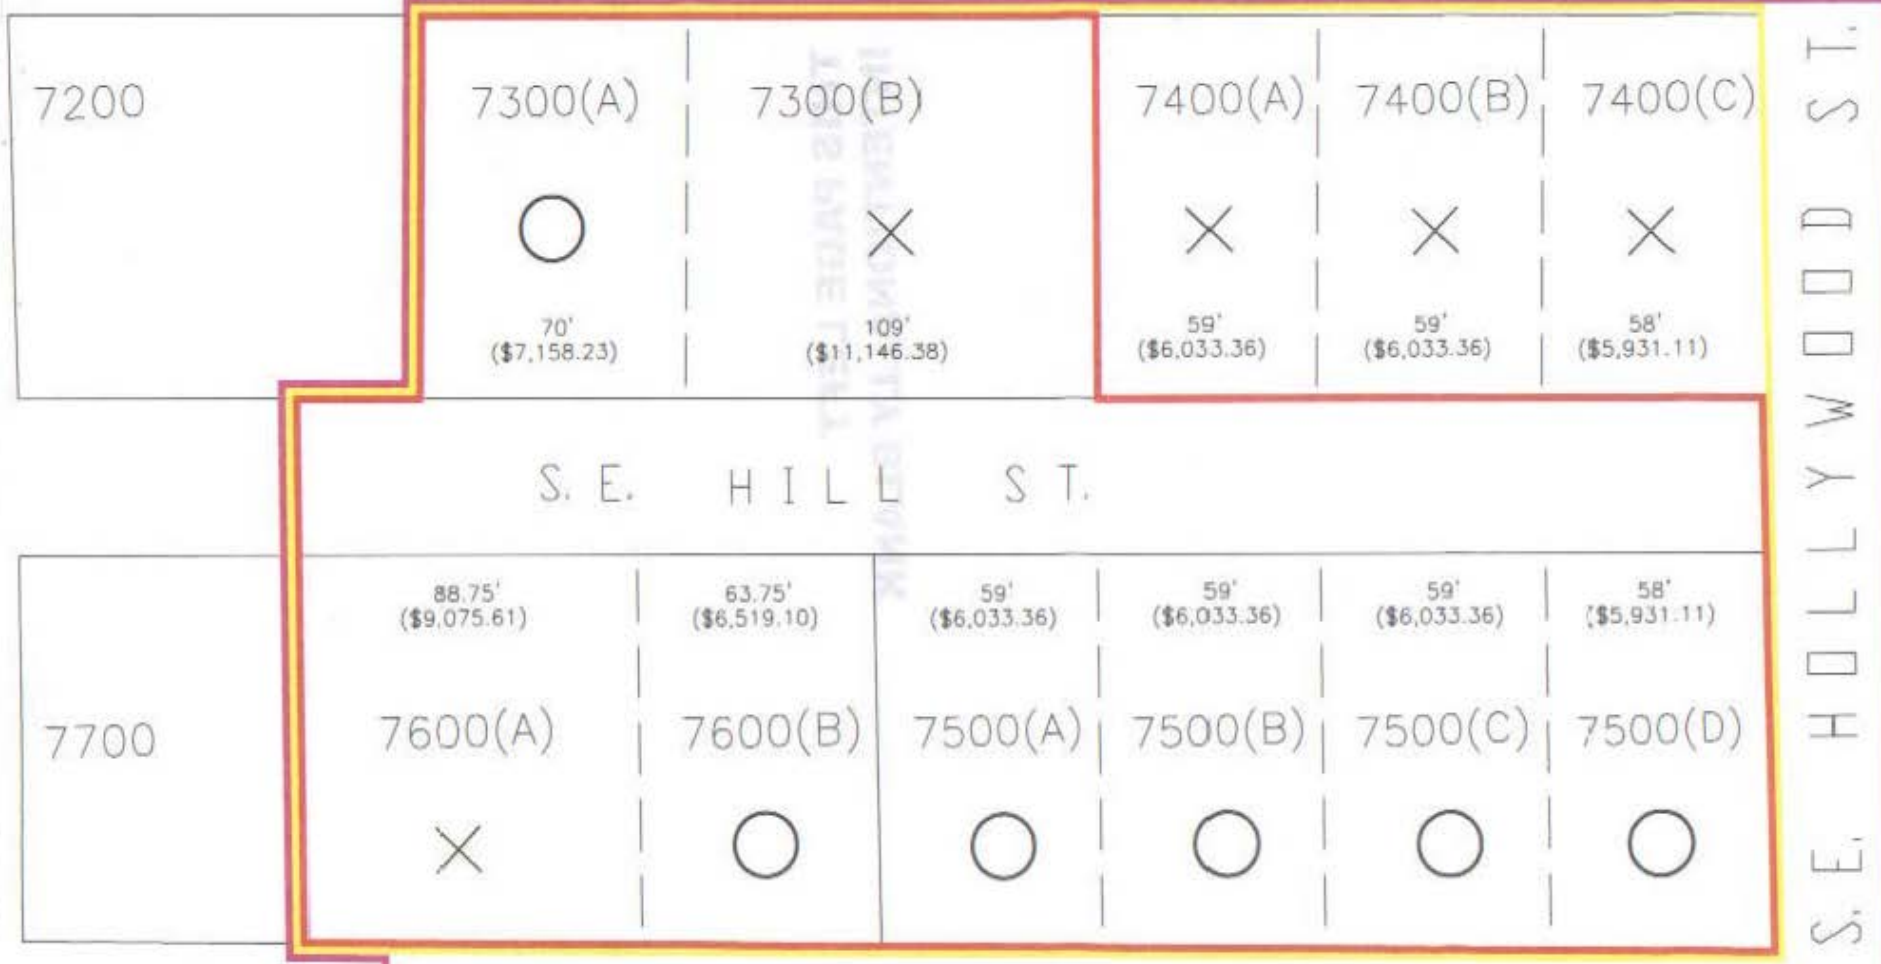 7200
7300(A)
7300(B)
7400(A)
7400(B)
7400(C)
70'
($7,158.23)
109'
($11,146.38)
59'
($6,033.36)
59'
($6,033.36)
58'
($5,931.11)
S.E. HILL ST.
88.75'
($9,075.61)
63.75'
($6,519.10)
59'
($6,033.36)
59'
($6,033.36)
59'
($6,033.36)
58'
($5,931.11)
7700
7600(A)
7600(B)
7500(A)
7500(B)
7500(C)
7500(D)
S.E. HOLLYWOOD ST.